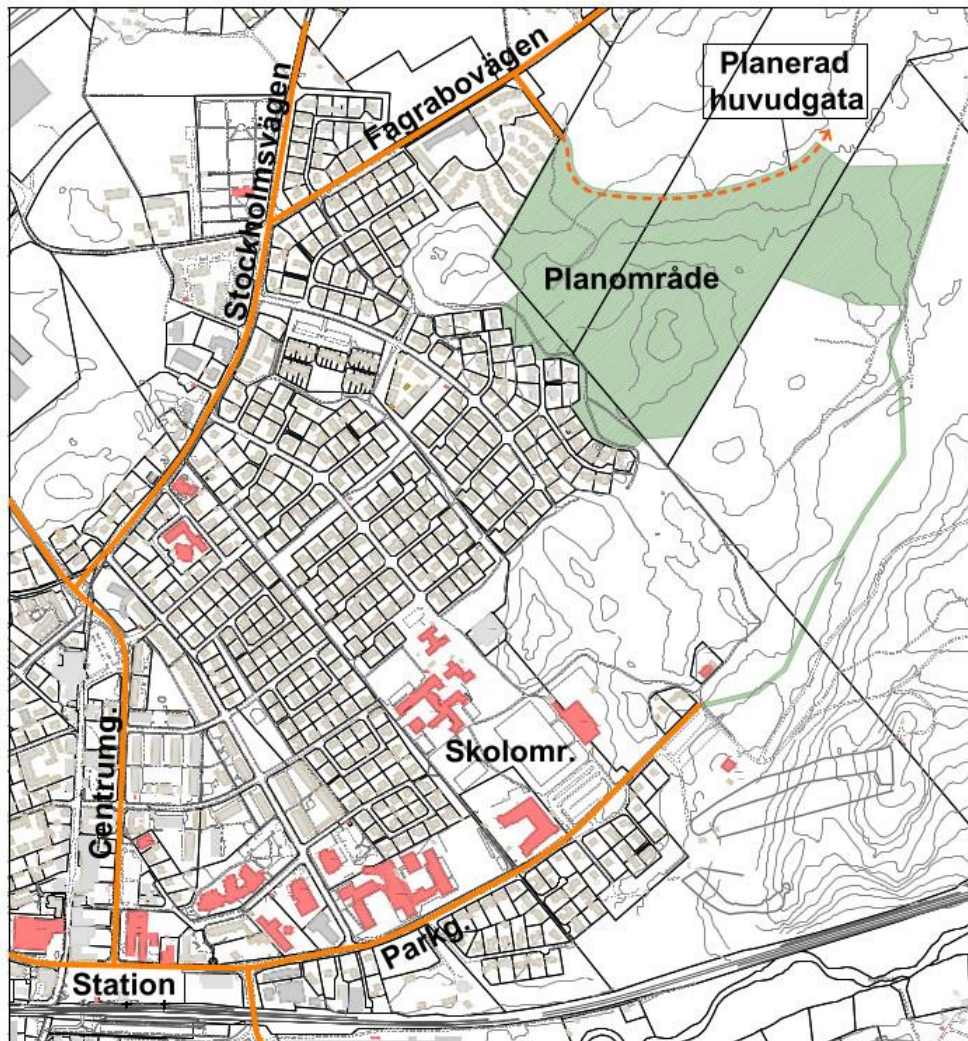 Planerad
huvudgata
Fagrabovägen
Stockholmsvägen
Planområde
Skolomr.
Centrumg.
Parkg.
Station